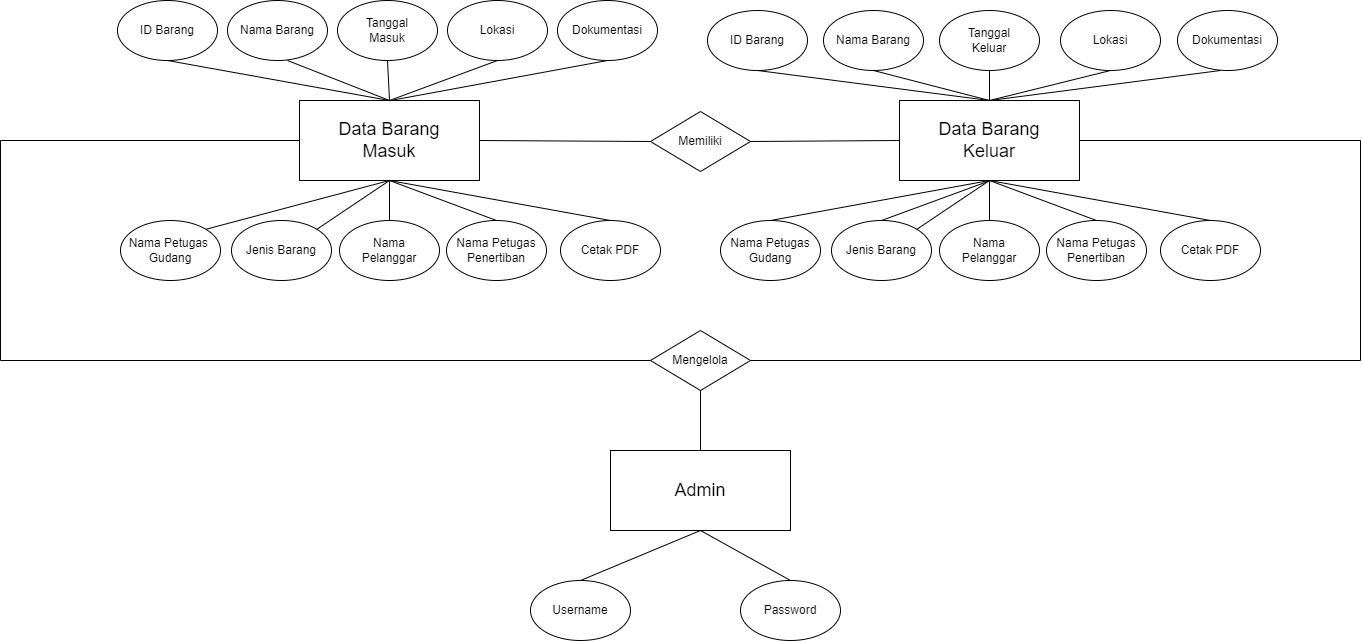 ID Barang
Nama Barang
Tanggal
Masuk
Lokasi
Dokumentasi
ID Barang
Nama Barang
Tanggal
Keluar
Lokasi
Dokumentasi
Data Barang
Masuk
Memiliki
Data Barang
Keluar
Nama Petugas
Gudang
Jenis Barang
Nama
Pelanggar
Nama Petugas
Penertiban
Cetak PDF
Nama Petugas
Gudang
Jenis Barang
Nama
Pelanggar
Nama Petugas
Penertiban
Cetak PDF
Mengelola
Admin
Username
Password